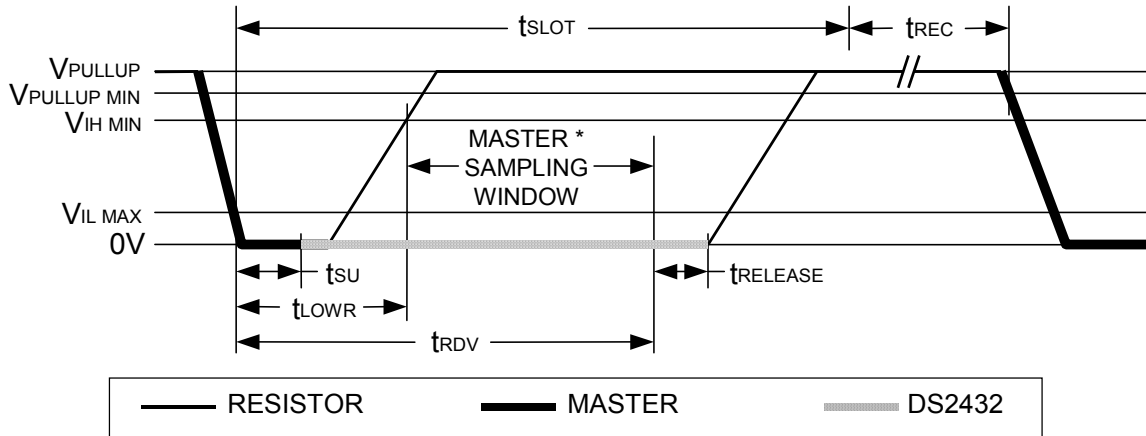 tSLOT
tREC
VPULLUP
VPULLUP MIN
VIH MIN
MASTER *
SAMPLING
WINDOW
VIL MAX
0V
tSU
tRELEASE
tLOWR
tRDV
RESISTOR MASTER DS2432